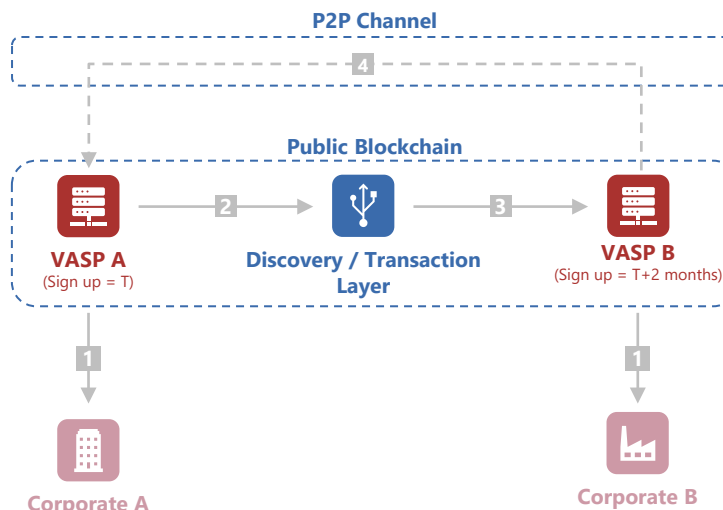 P2P Channel
4
Public Blockchain
2
3
VASP A
(Sign up = T)
Discovery / Transaction
Layer
VASP B
(Sign up = T+2 months)
1
1
Corporate A
Corporate B